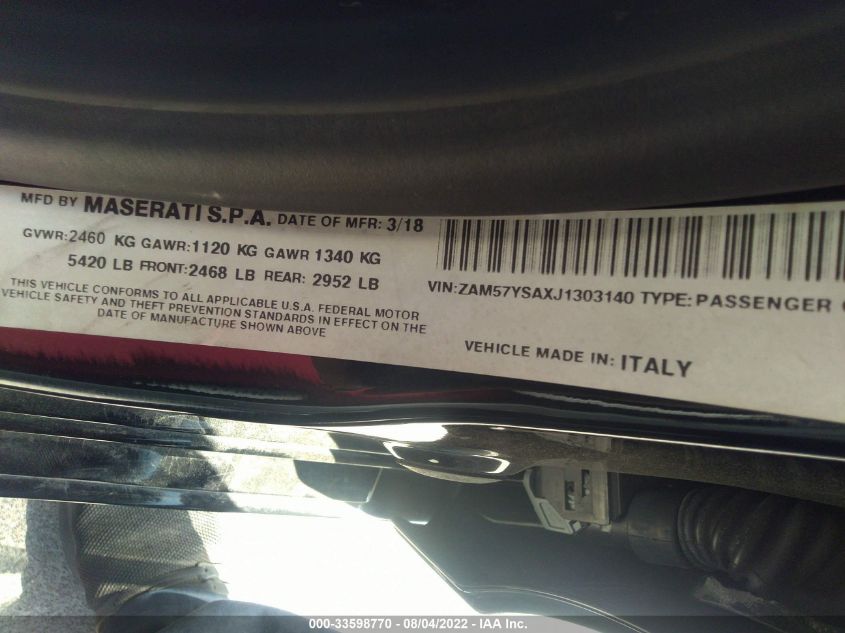 MFD BY MASERATI S.P.A. DATE OF MFR: 3/18
GVWR:2460 KG GAWR:1120 KG GAWR 1340 KG
5420 LB FRONT:2468 LB REAR: 2952 LB
THIS VEHICLE CONFORMS TO ALL APPLICABLE U.S.A. FEDERAL MOTOR
VEHICLE SAFETY AND THEFT PREVENTION STANDARDS IN EFFECT ON THE
DATE OF MANUFACTURE SHOWN ABOVE
VIN:ZAM57YSAXJ1303140 TYPE: PASSENGER
VEHICLE MADE IN: ITALY
000-33598770 - 08/04/2022 - IAA Inc.